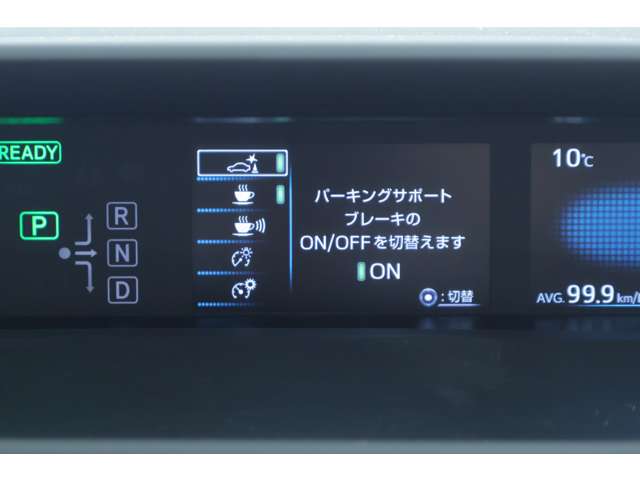 READY
P
R
N
D
パーキングサポート
ブレーキの
ON/OFFを切替えます
ON
:切替
10℃
AVG. 99.9 km/L